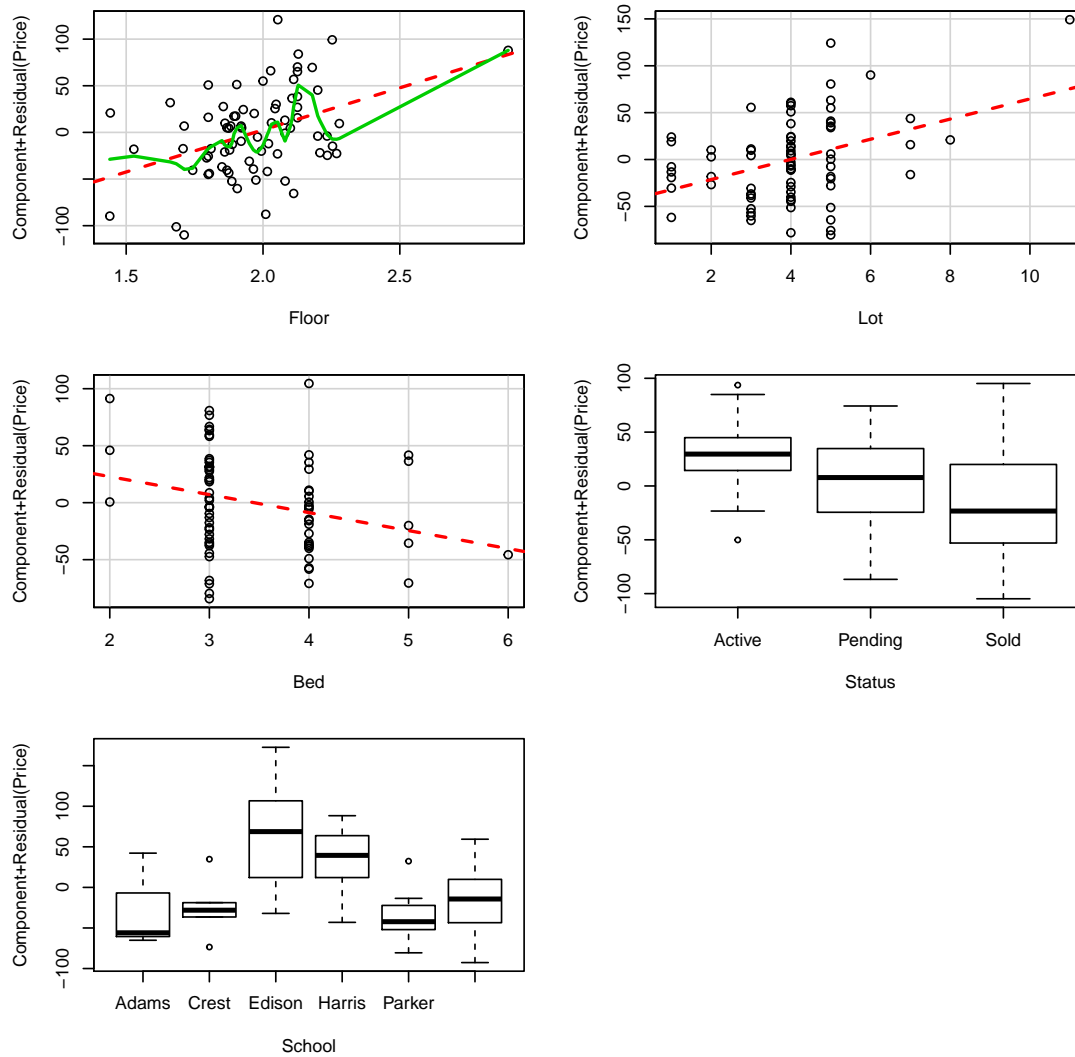 Component+Residual(Price)
100
50
0
−100
1.5 2.0 2.5
Floor
Component+Residual(Price)
150
100
50
0
−50
2 4 6 8 10
Lot
Component+Residual(Price)
100
50
0
−50
2 3 4 5 6
Bed
Component+Residual(Price)
100
50
0
−50
−100
Active Pending Sold
Status
Component+Residual(Price)
100
50
0
−100
Adams Crest Edison Harris Parker
School